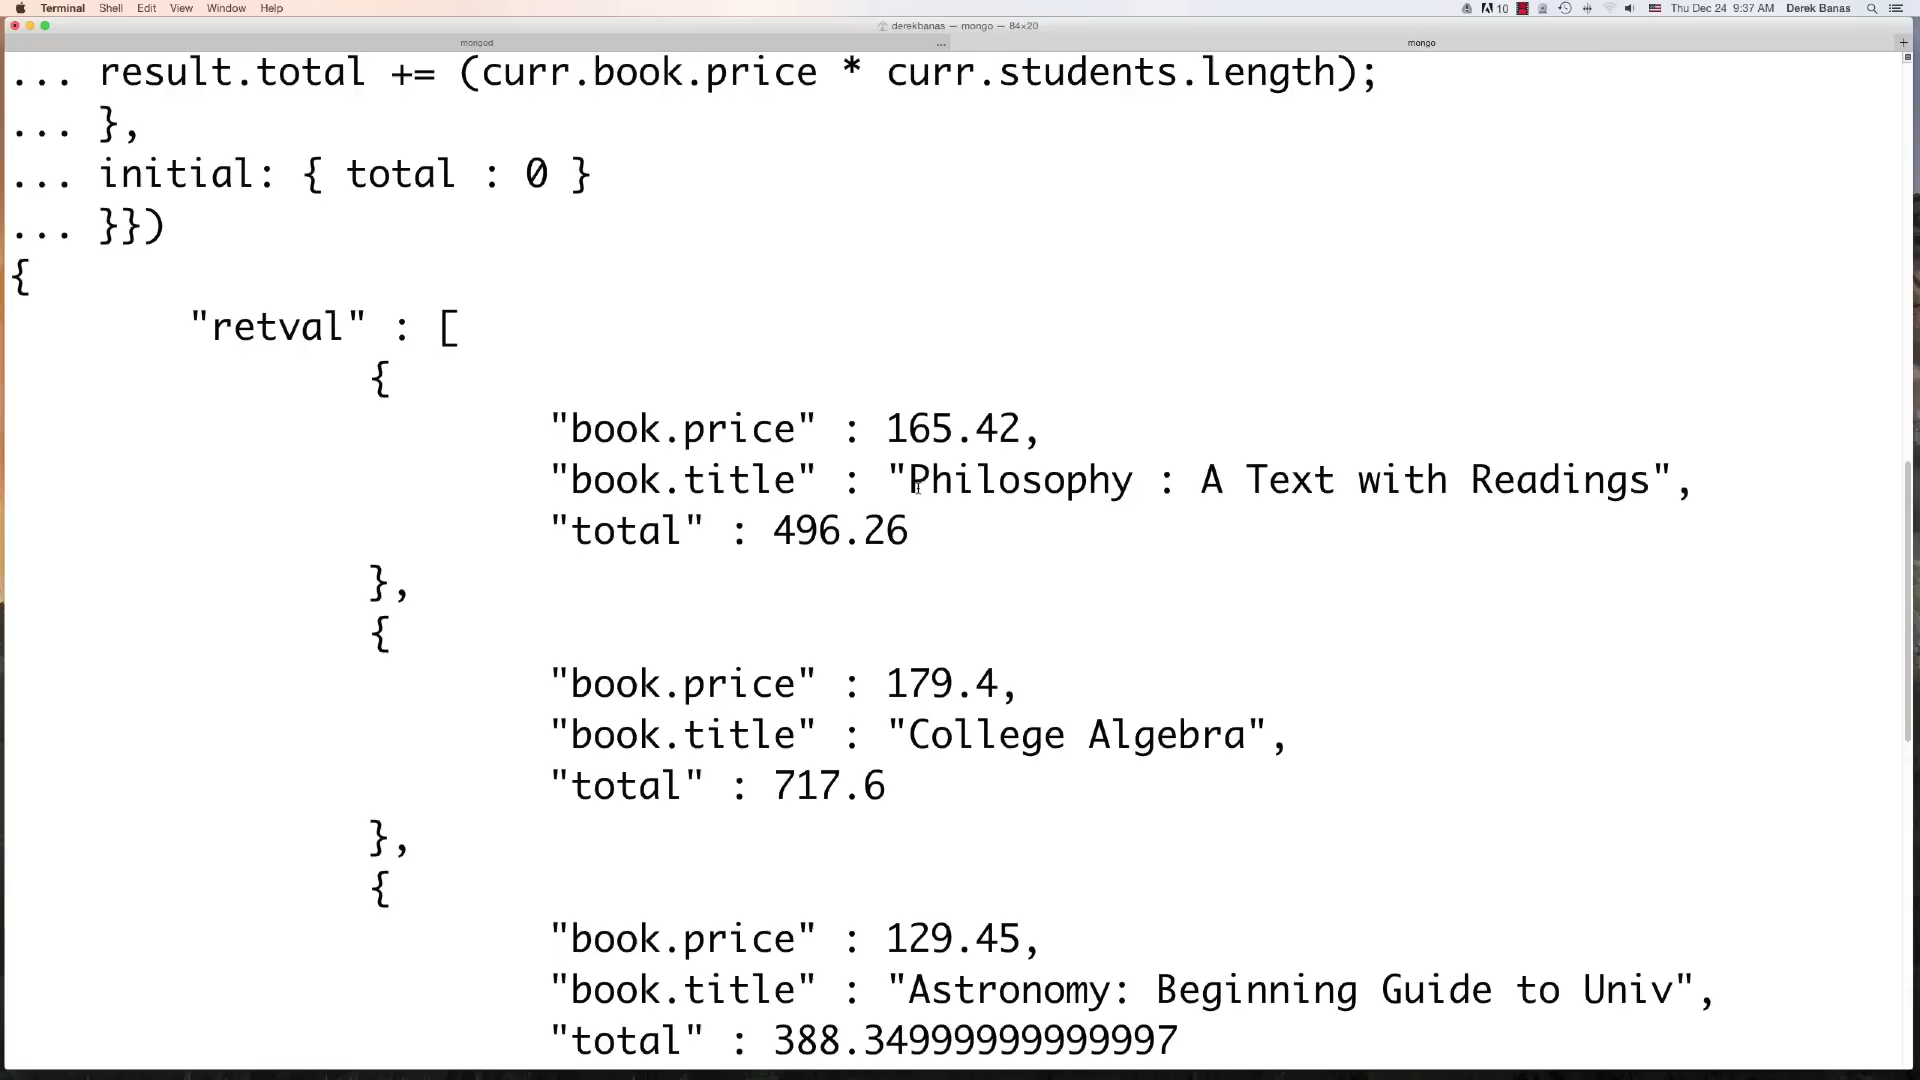 Terminal Shell Edit View Window Help 10 Thu Dec 24 9:37 AM Derek Banas
derekbanas — mongo — 84×20
mongod ... mongo +
... result.total += (curr.book.price * curr.students.length);
... },
... initial: { total : 0 }
... }})
{
"retval" : [
{
"book.price" : 165.42,
"book.title" : "Philosophy : A Text with Readings",
"total" : 496.26
},
{
"book.price" : 179.4,
"book.title" : "College Algebra",
"total" : 717.6
},
{
"book.price" : 129.45,
"book.title" : "Astronomy: Beginning Guide to Univ",
"total" : 388.34999999999997